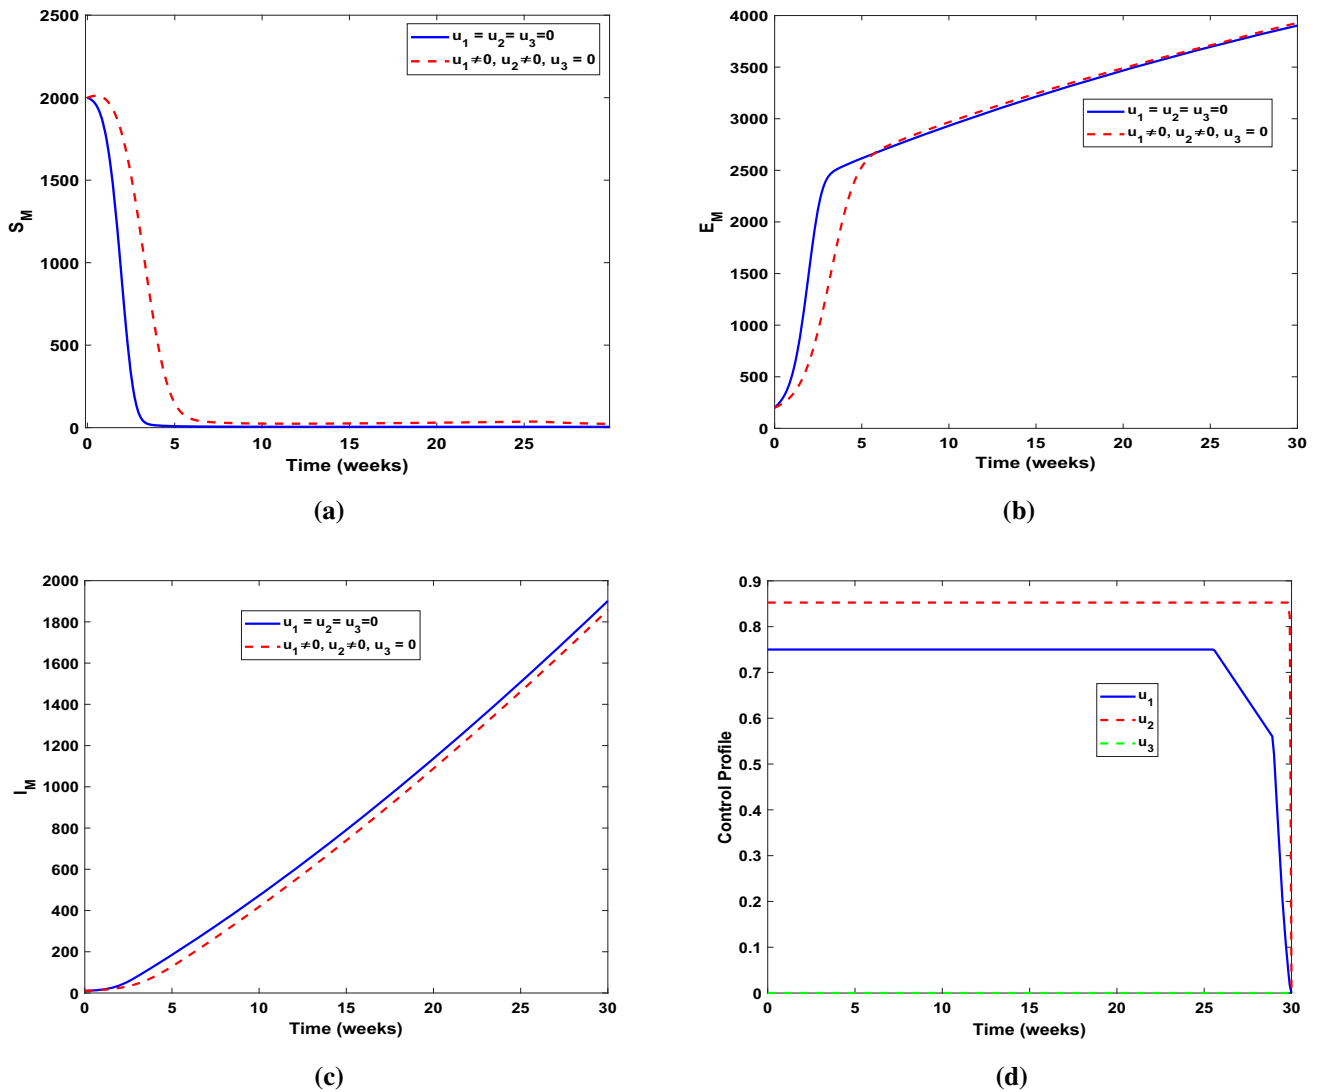 2500
2000
1500
1000
500
0
S_M
0 5 10 15 20 25
Time (weeks)
u_1 = u_2 = u_3=0
u_1≠0, u_2≠0, u_3 = 0
(a)
4000
3500
3000
2500
2000
1500
1000
500
0
E_M
0 5 10 15 20 25 30
Time (weeks)
u_1 = u_2 = u_3=0
u_1≠0, u_2≠0, u_3 = 0
(b)
2000
1800
1600
1400
1200
1000
800
600
400
200
0
I_M
0 5 10 15 20 25 30
Time (weeks)
u_1 = u_2 = u_3=0
u_1≠0, u_2≠0, u_3 = 0
(c)
0.9
0.8
0.7
0.6
0.5
0.4
0.3
0.2
0.1
0
Control Profile
0 5 10 15 20 25 30
Time (weeks)
u_1
u_2
u_3
(d)